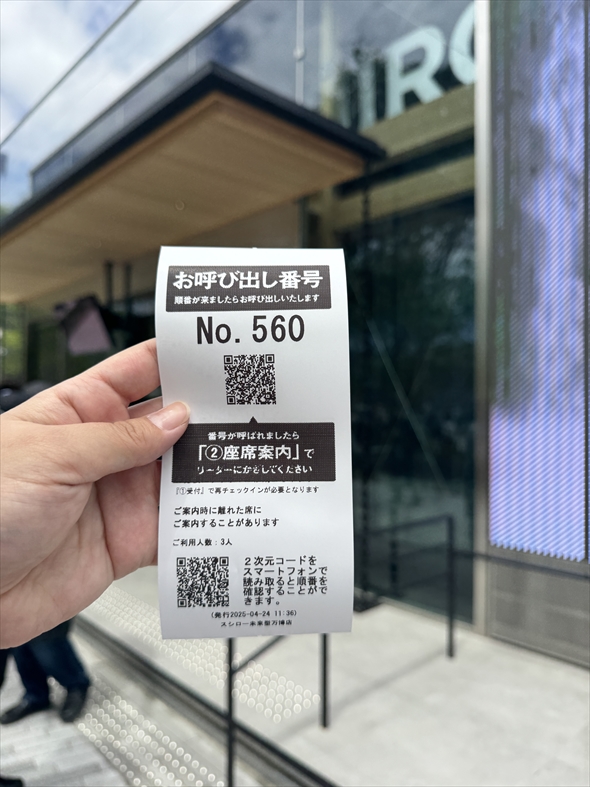 IRO
お呼び出し番号
順番が来ましたらお呼び出しいたします
No. 560
番号が呼ばれましたら
「②座席案内」で
リーダーにかざしてください
『①受付』で再チェックインが必要となります
ご案内時に離れた席に
ご案内することがあります
ご利用人数：3人
２次元コードを
スマートフォンで
読み取ると順番を
確認することがで
きます。
(発行2025-04-24 11:36)
スシロー未来型万博店